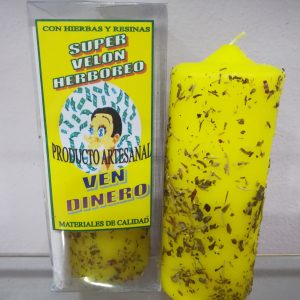 CON HIERBAS Y RESINAS
SUPER
VELON
HERBOREO
PRODUCTO ARTESANAL
VEN
DINERO
MATERIALES DE CALIDAD